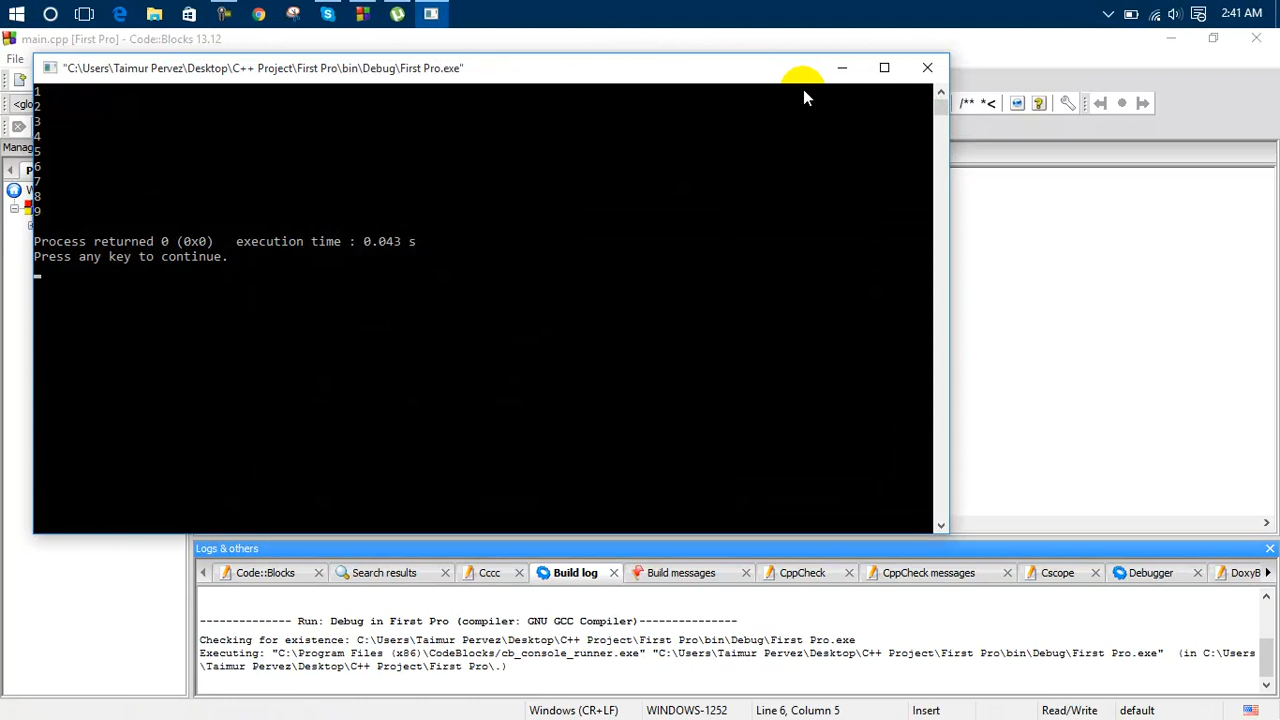 2:41 AM
main.cpp [First Pro] - Code::Blocks 13.12
"C:\Users\Taimur Pervez\Desktop\C++ Project\First Pro\bin\Debug\First Pro.exe"
File
<glo
/** *<
Manag
P
W
1
2
3
4
5
6
7
8
9
Process returned 0 (0x0)   execution time : 0.043 s
Press any key to continue.
Logs & others
Code::Blocks
Search results
Cccc
Build log
Build messages
CppCheck
CppCheck messages
Cscope
Debugger
DoxyB
-------------- Run: Debug in First Pro (compiler: GNU GCC Compiler)---------------
Checking for existence: C:\Users\Taimur Pervez\Desktop\C++ Project\First Pro\bin\Debug\First Pro.exe
Executing: "C:\Program Files (x86)\CodeBlocks/cb_console_runner.exe" "C:\Users\Taimur Pervez\Desktop\C++ Project\First Pro\bin\Debug\First Pro.exe"  (in C:\Users
\Taimur Pervez\Desktop\C++ Project\First Pro\.)
Windows (CR+LF)
WINDOWS-1252
Line 6, Column 5
Insert
Read/Write
default